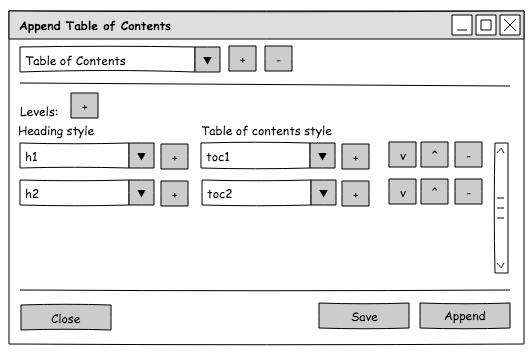 Append Table of Contents
Table of Contents ▼ + -
Levels: +
Heading style Table of contents style
h1 ▼ + toc1 ▼ + v ^ -
h2 ▼ + toc2 ▼ + v ^ -
Close Save Append